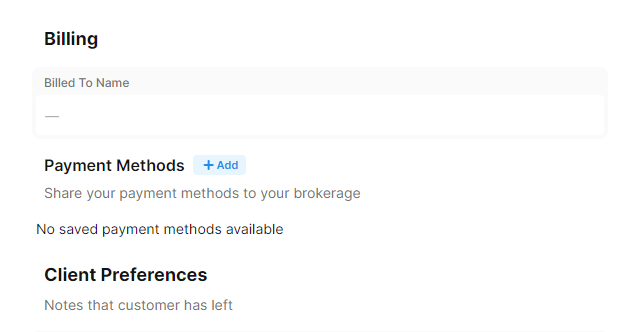 Billing
Billed To Name
—
Payment Methods
+ Add
Share your payment methods to your brokerage
No saved payment methods available
Client Preferences
Notes that customer has left